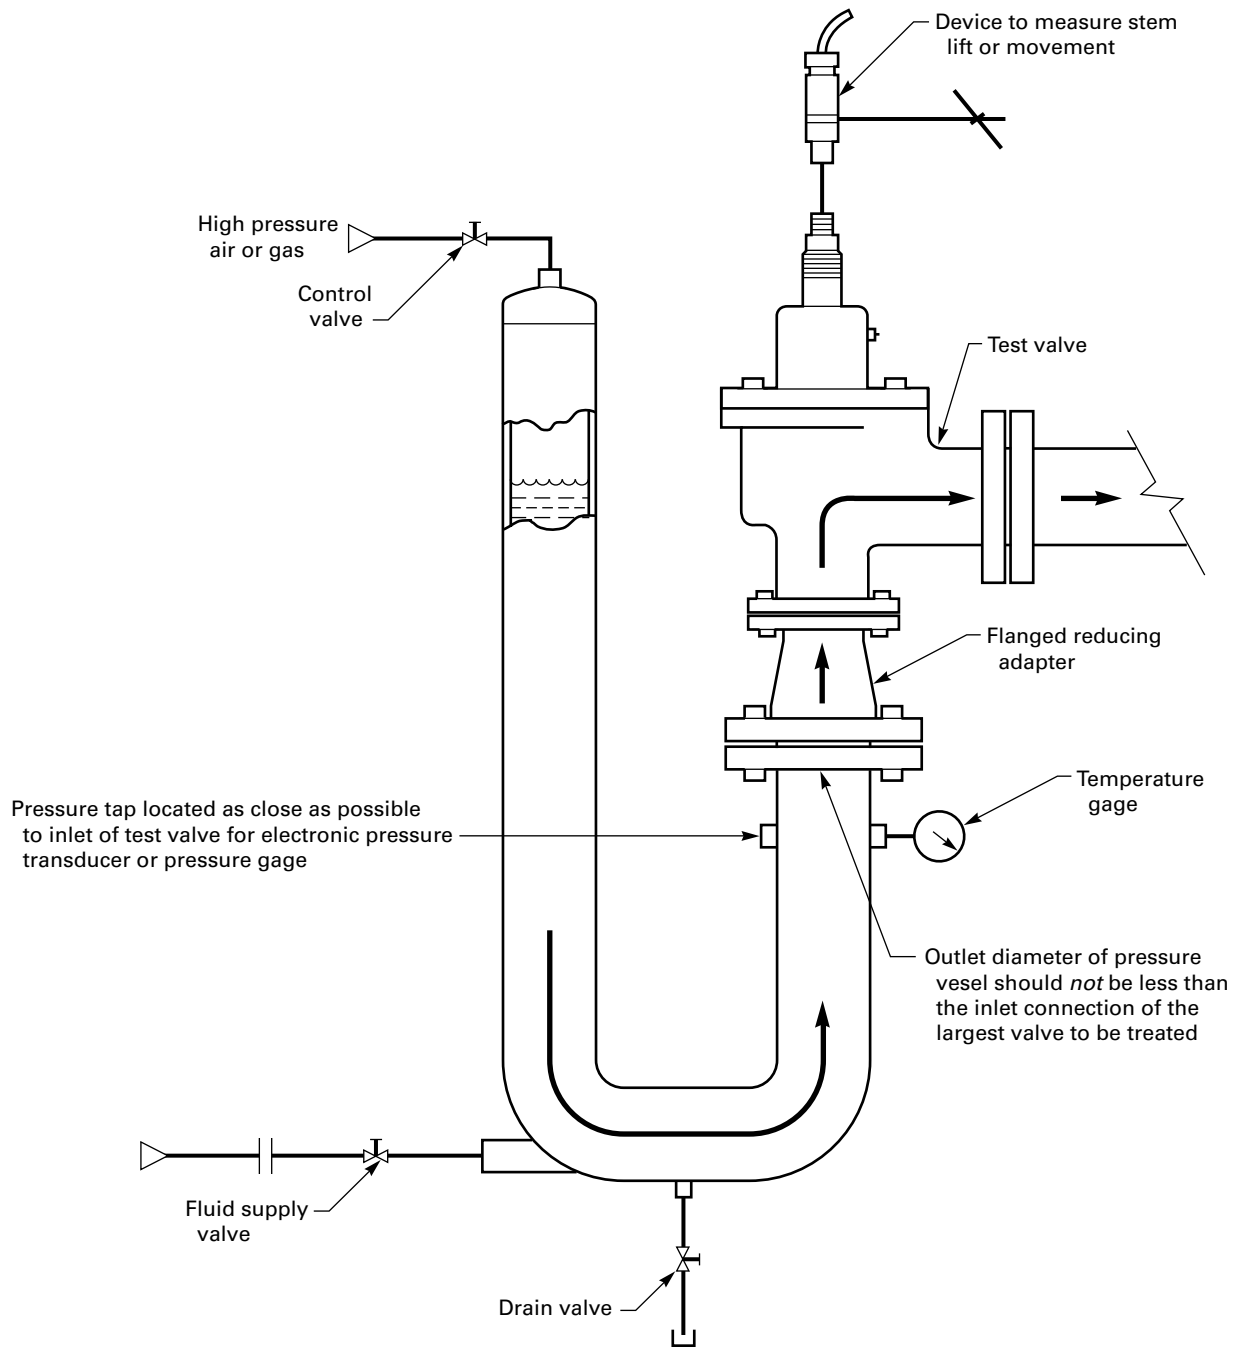 Device to measure stem
lift or movement
High pressure
air or gas
Control
valve
Test valve
Flanged reducing
adapter
Temperature
gage
Pressure tap located as close as possible
to inlet of test valve for electronic pressure
transducer or pressure gage
Outlet diameter of pressure
vessel should not be less than
the inlet connection of the
largest valve to be treated
Fluid supply
valve
Drain valve